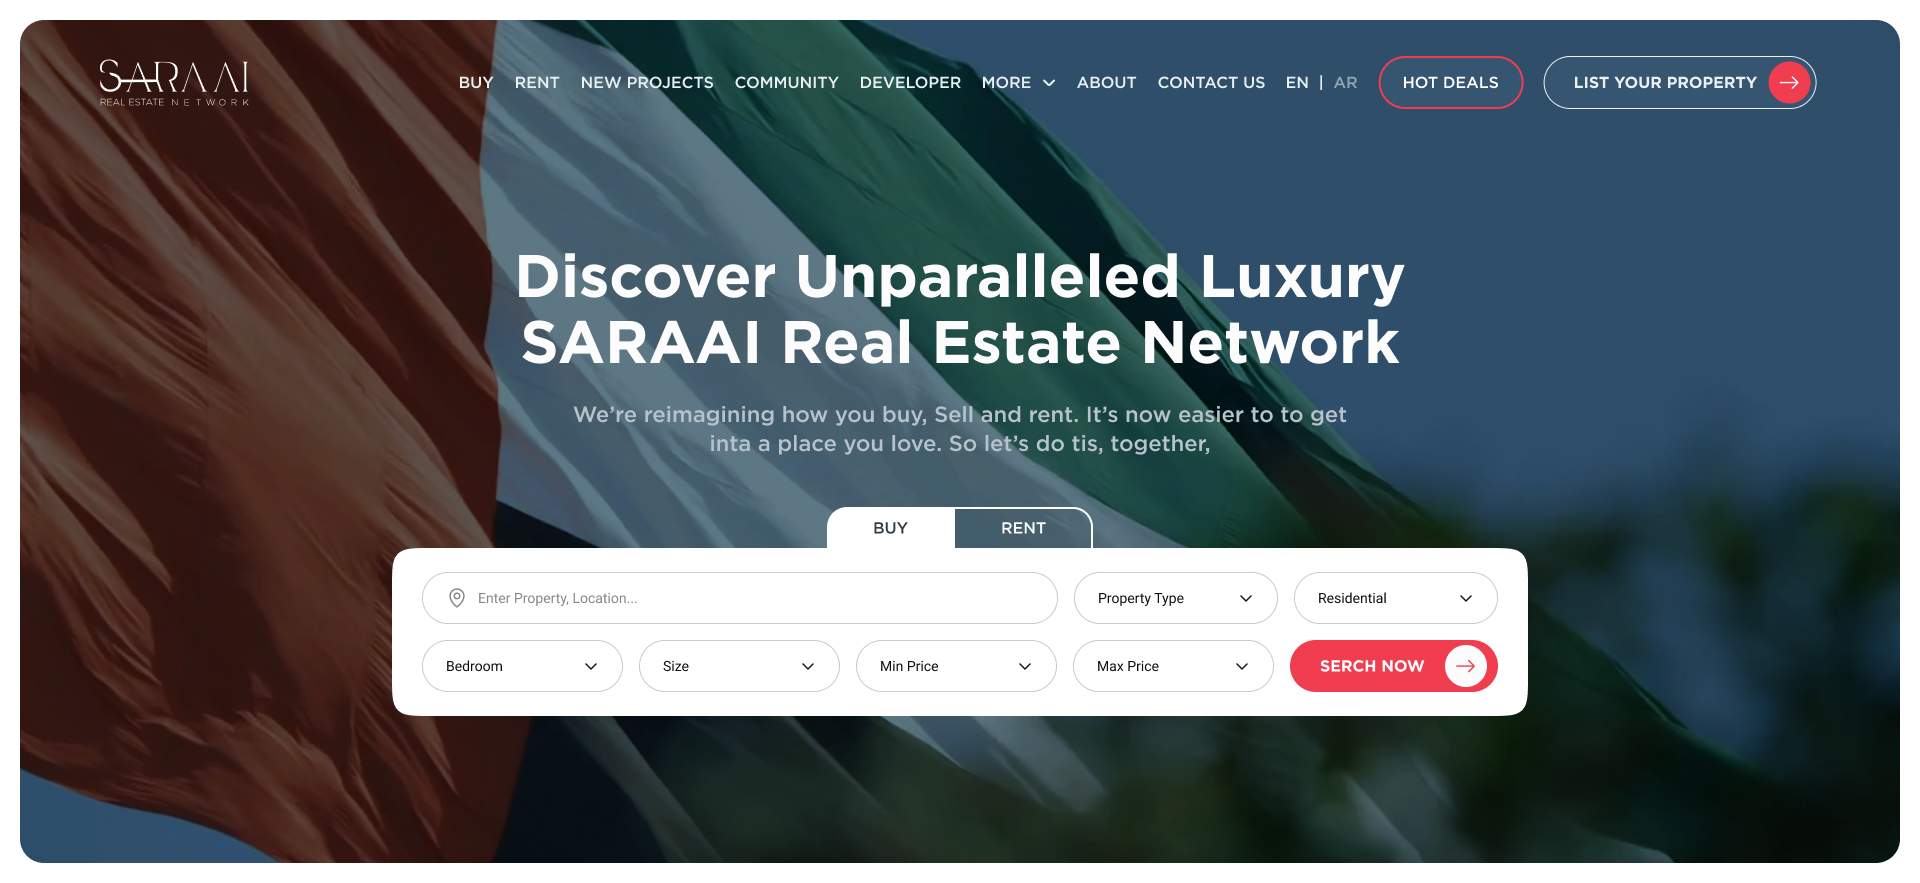 SARAAI
REAL ESTATE NETWORK
BUY RENT NEW PROJECTS COMMUNITY DEVELOPER MORE ABOUT CONTACT US EN | AR HOT DEALS LIST YOUR PROPERTY
Discover Unparalleled Luxury
SARAAI Real Estate Network
We’re reimagining how you buy, Sell and rent. It’s now easier to to get
inta a place you love. So let’s do tis, together,
BUY RENT
Enter Property, Location... Property Type Residential
Bedroom Size Min Price Max Price SERCH NOW